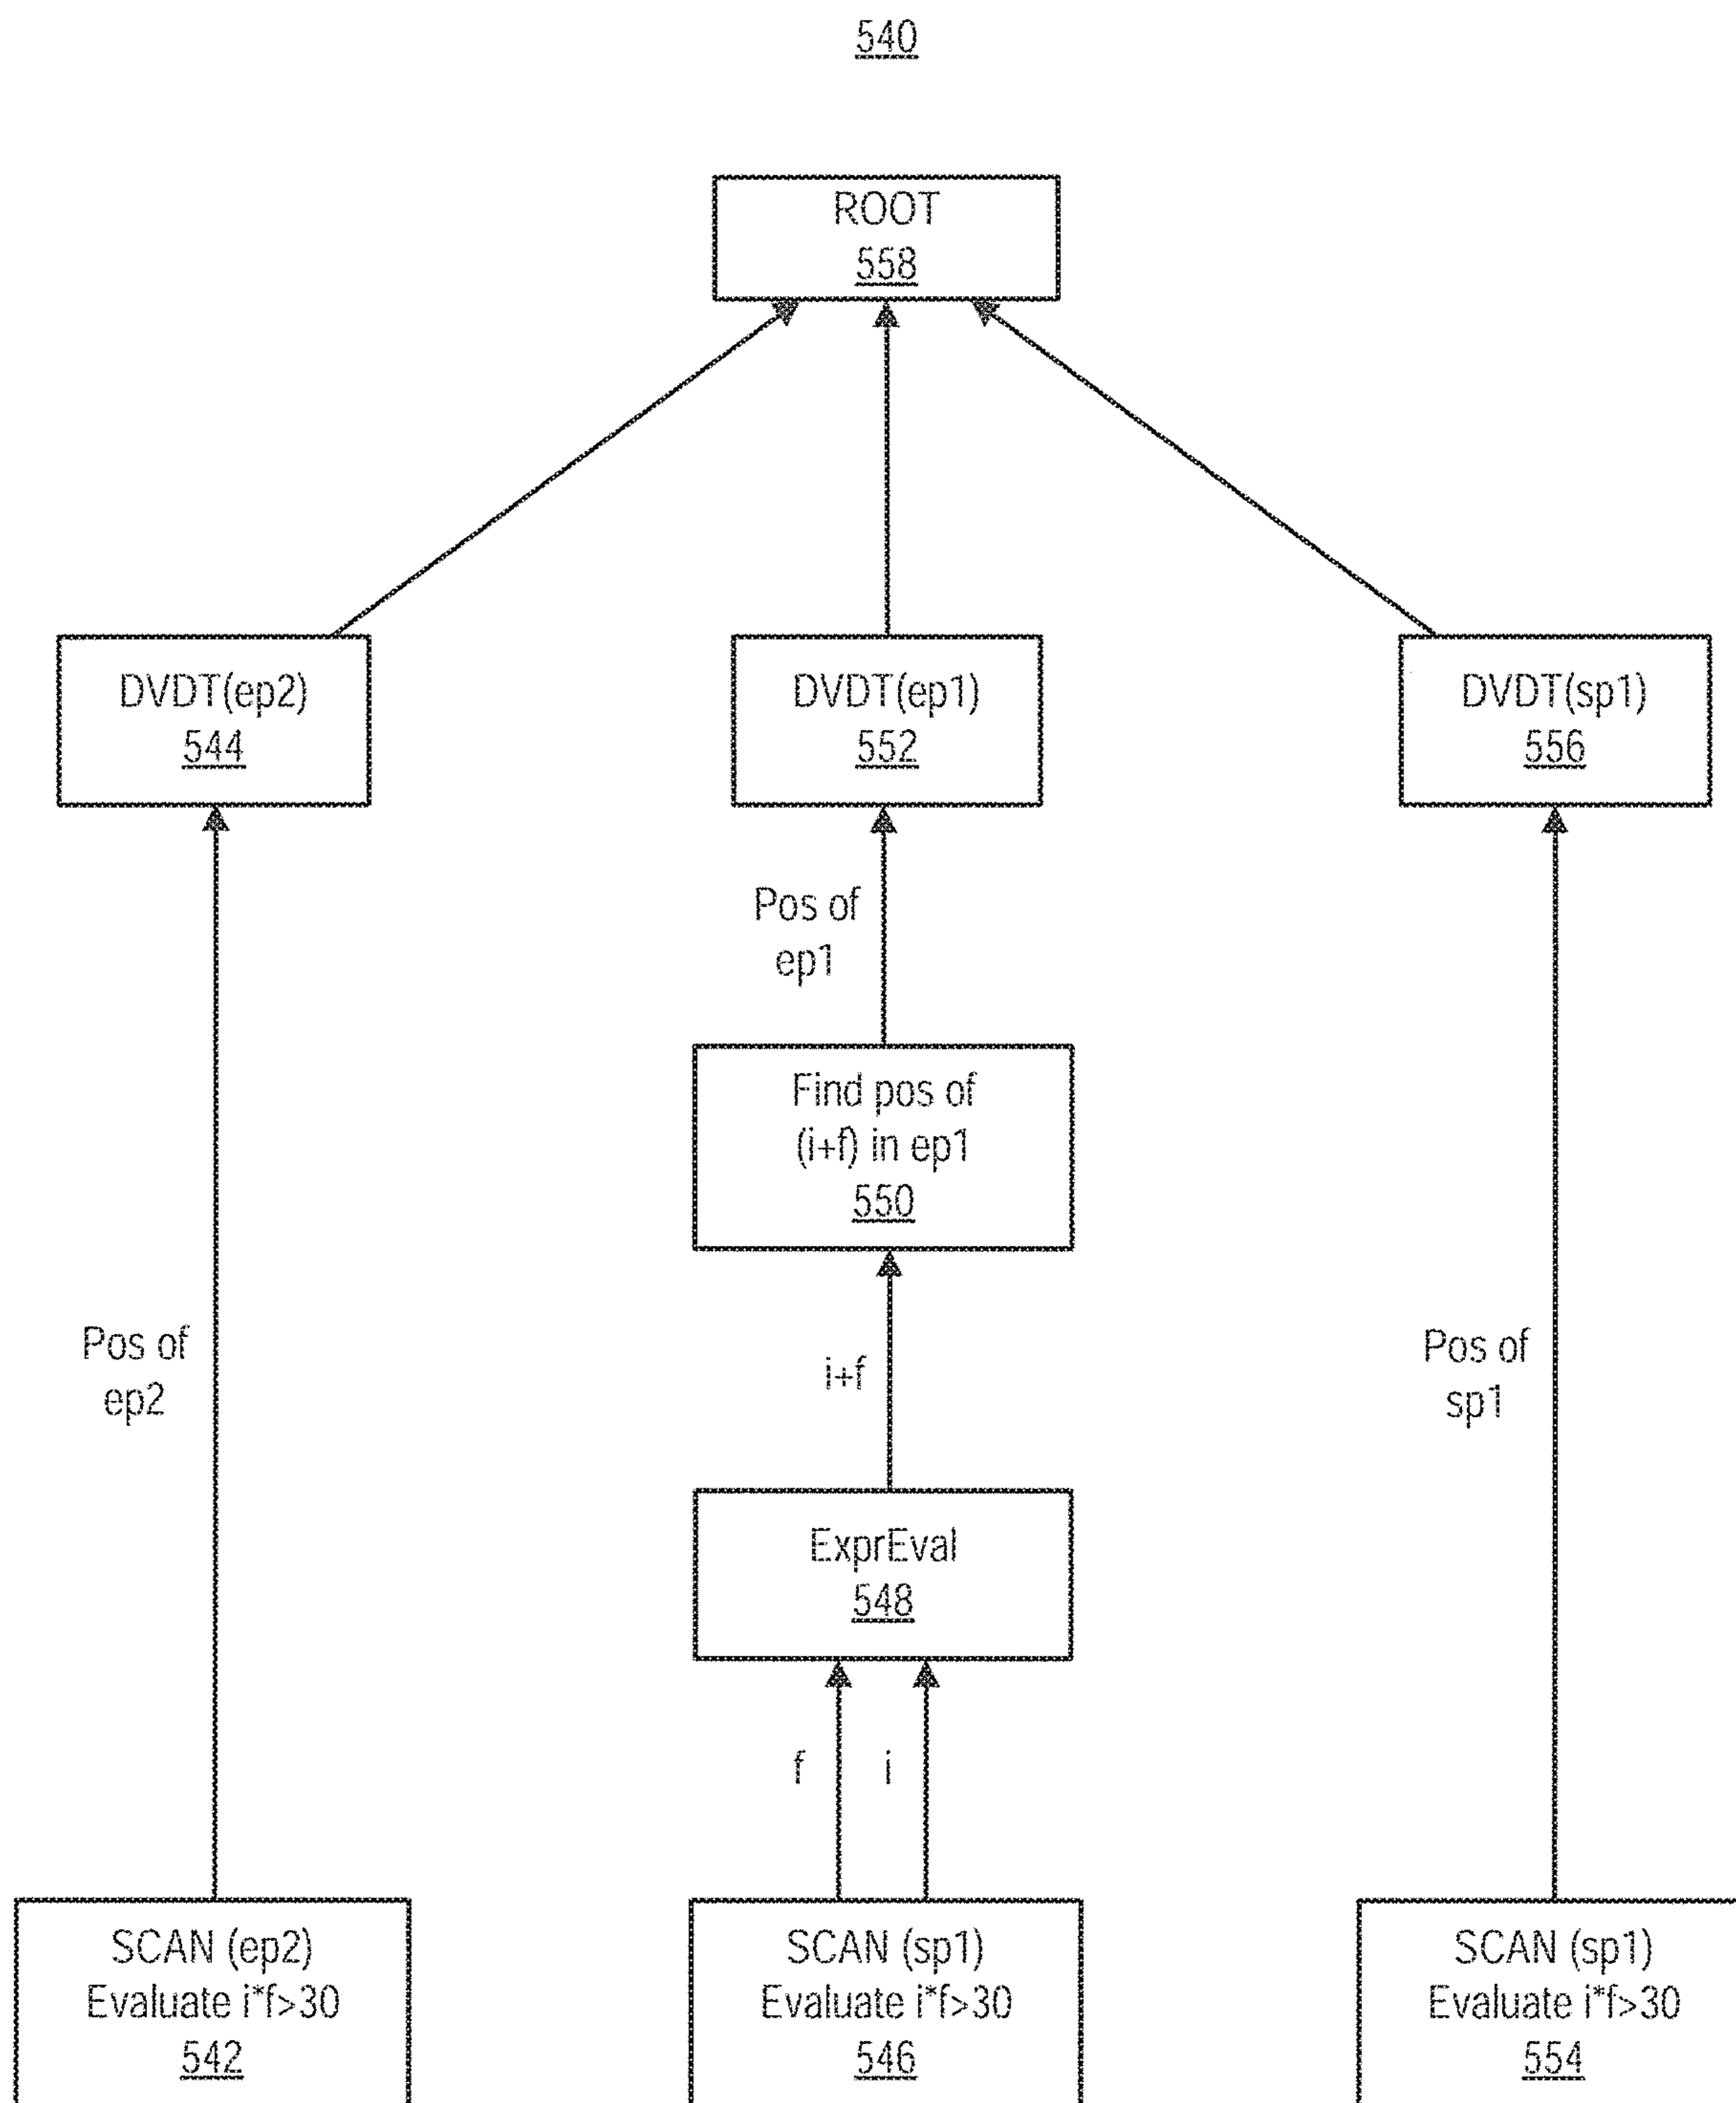 540
ROOT
558
DVDT(ep2)
544
DVDT(ep1)
552
DVDT(sp1)
556
Pos of
ep1
Find pos of
(i+f) in ep1
550
Pos of
ep2
i+f
Pos of
sp1
ExprEval
548
f
i
SCAN (ep2)
Evaluate i*f>30
542
SCAN (sp1)
Evaluate i*f>30
546
SCAN (sp1)
Evaluate i*f>30
554